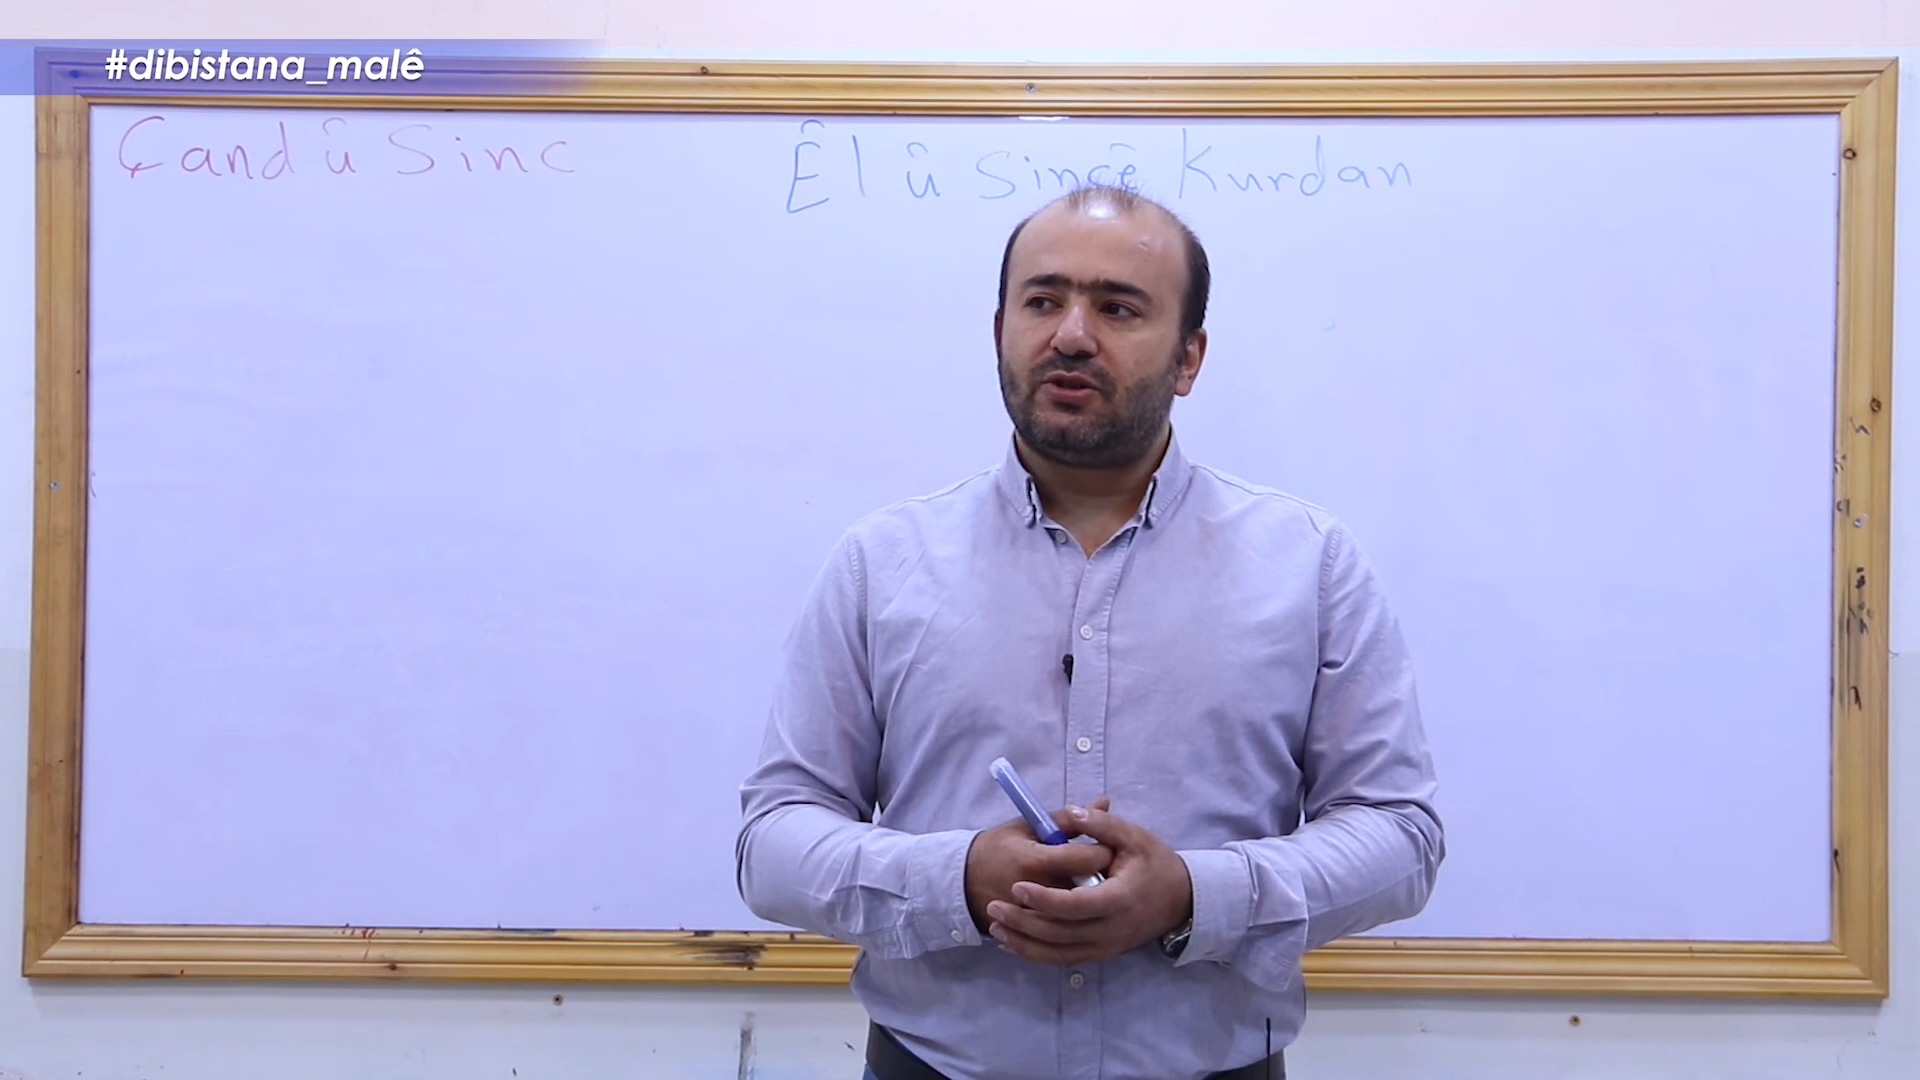 #dibistana_malê
Çand û Sinc
Êl û Sincê Kurdan